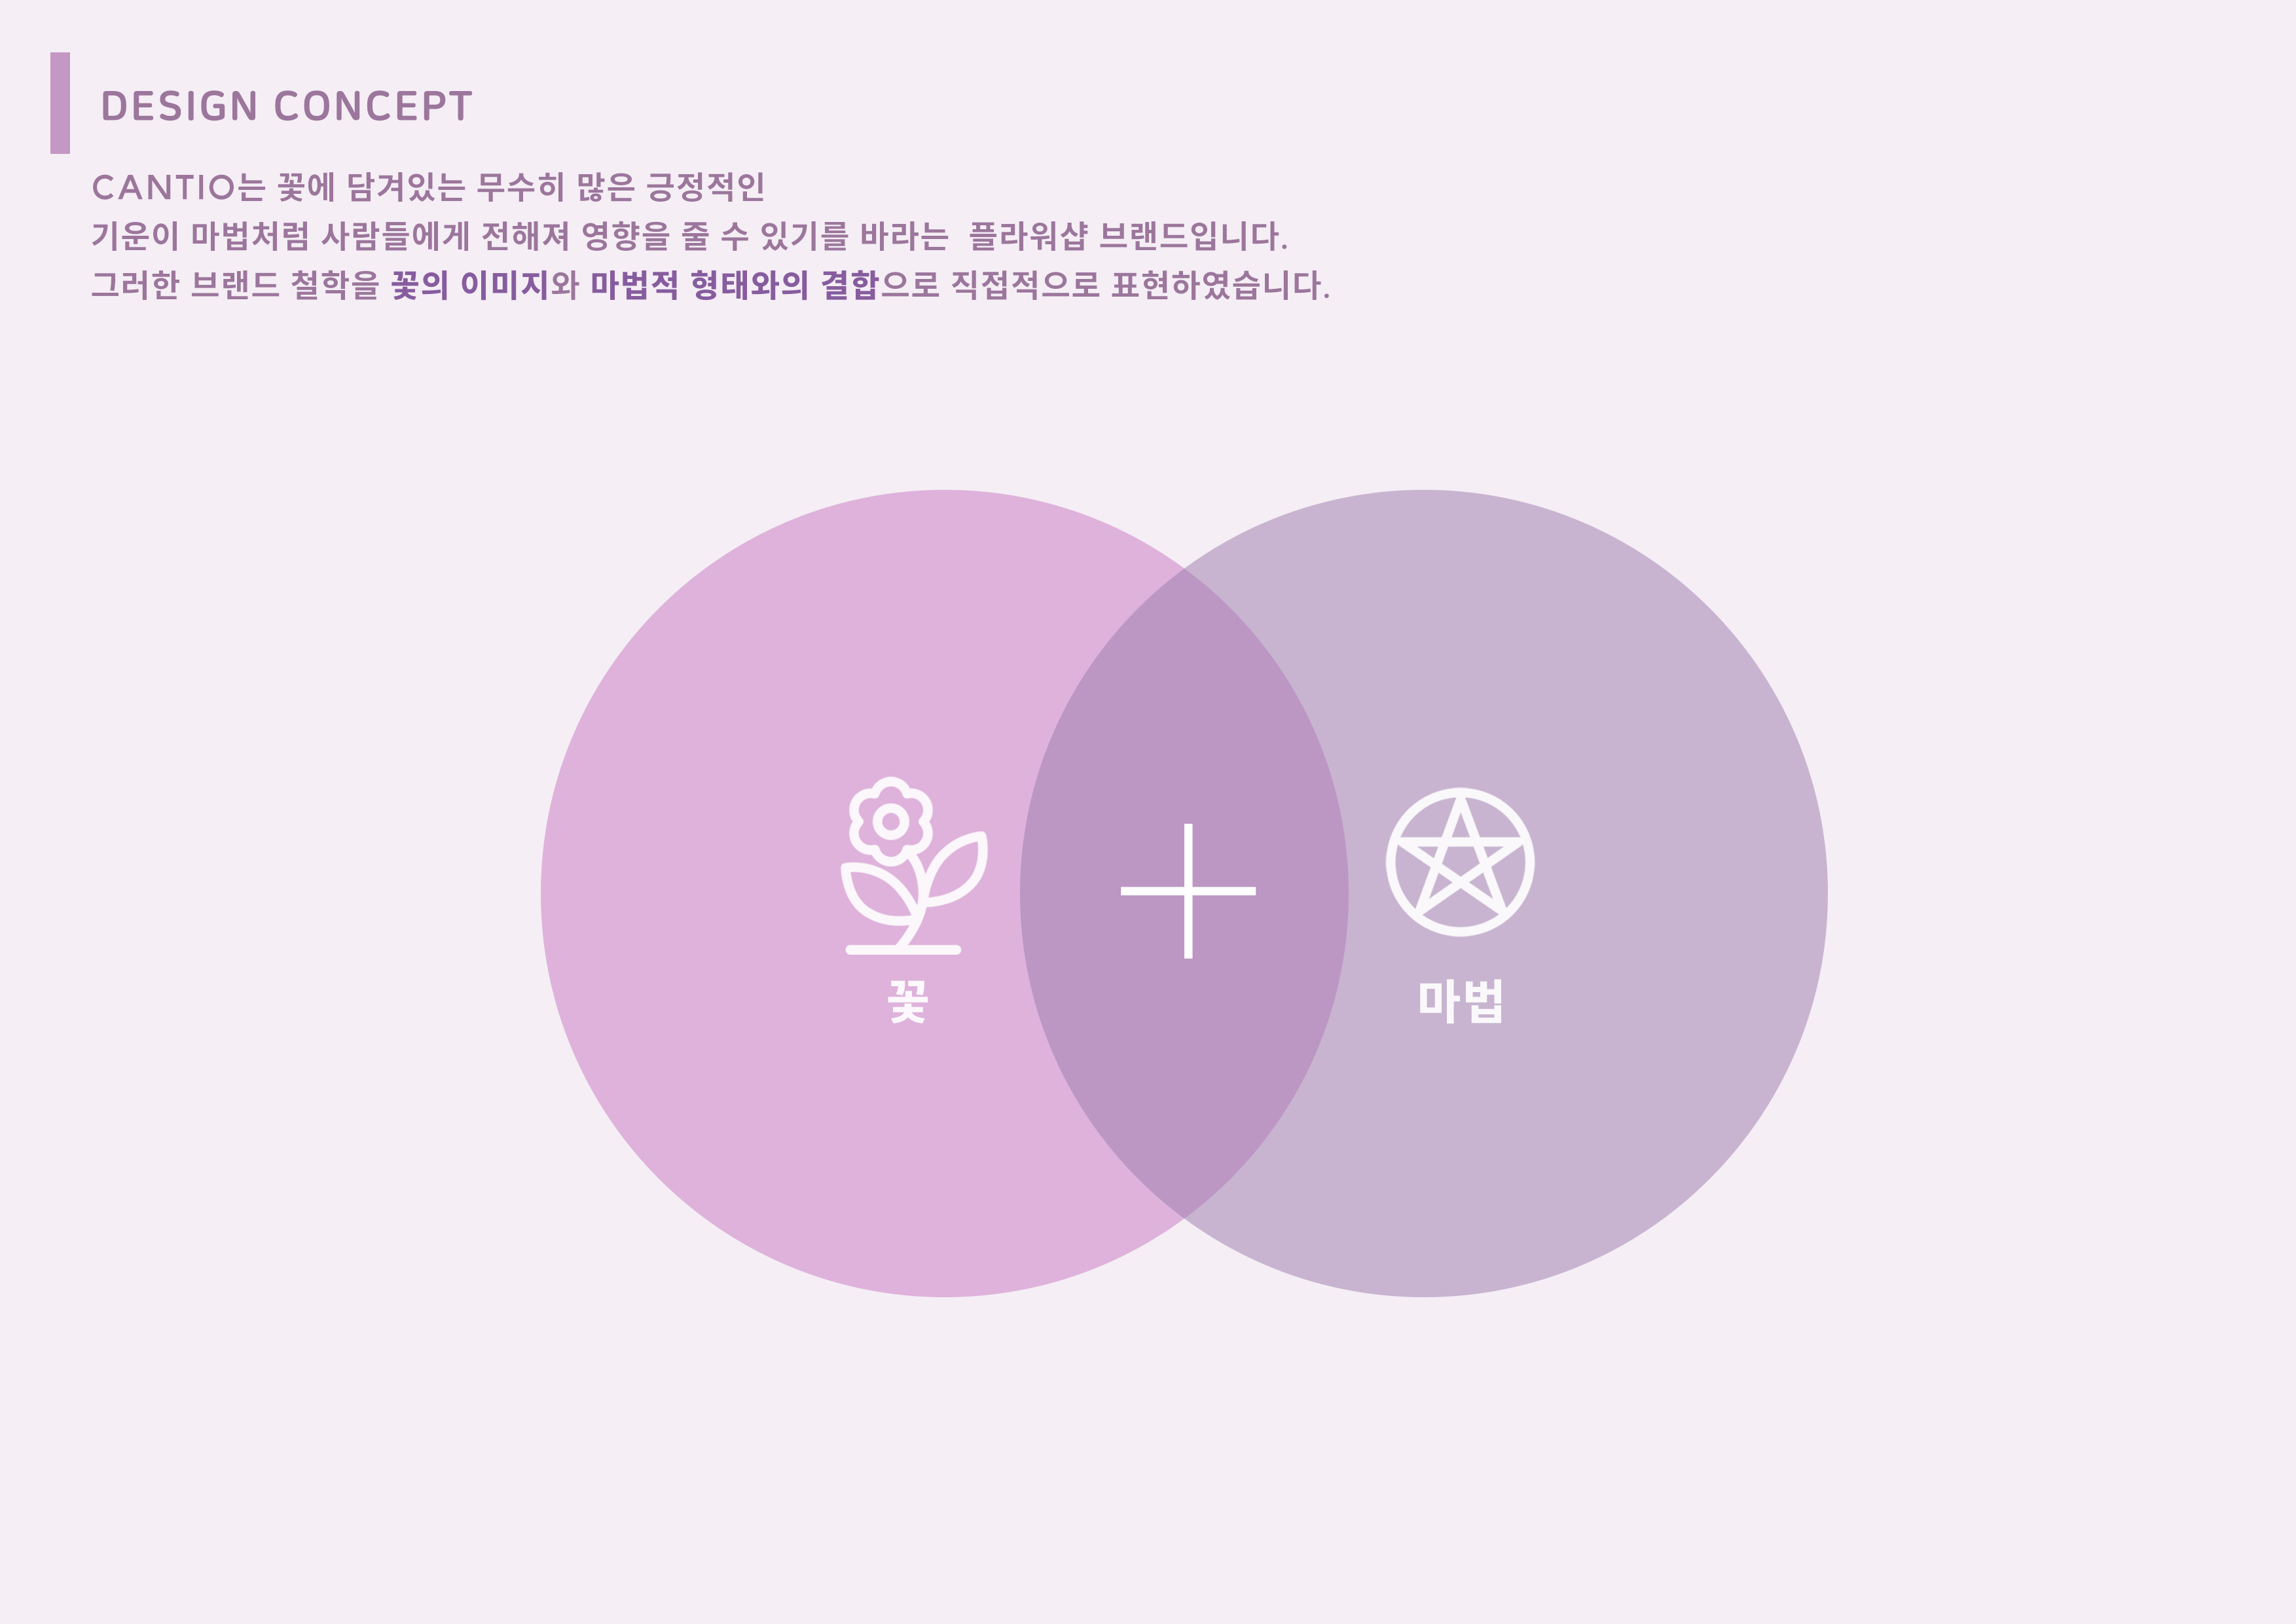 DESIGN CONCEPT
CANTIO는 꽃에 담겨있는 무수히 많은 긍정적인
기운이 마법처럼 사람들에게 전해져 영향을 줄 수 있기를 바라는 플라워샵 브랜드입니다.
그러한 브랜드 철학을 꽃의 이미지와 마법적 형태와의 결합으로 직접적으로 표현하였습니다.
꽃
마법